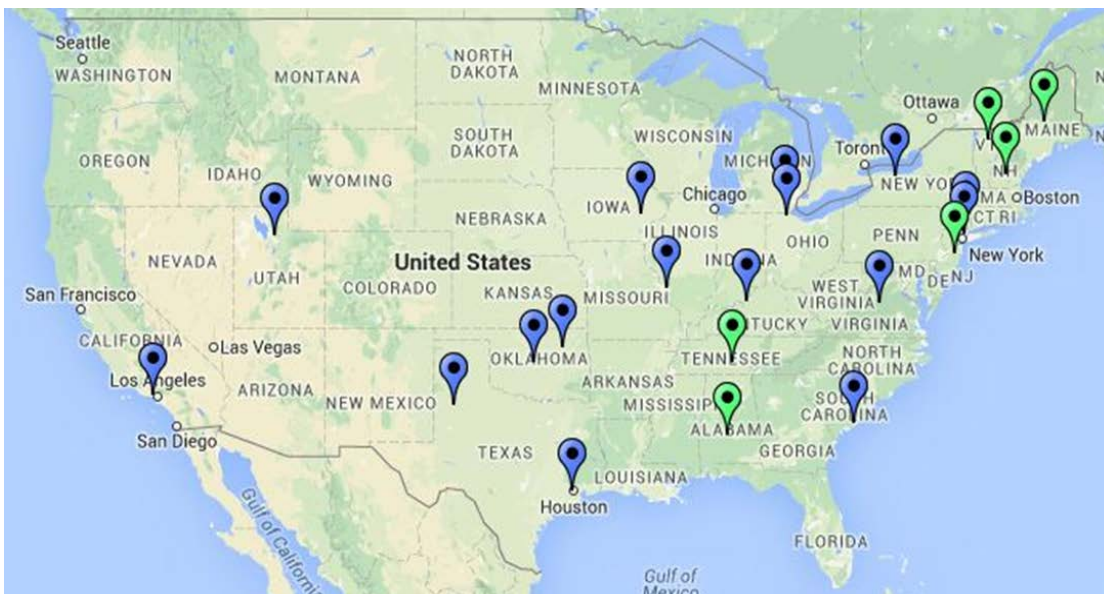 Seattle
WASHINGTON
MONTANA
NORTH
DAKOTA
MINNESOTA
Ottawa
MAINE
OREGON
IDAHO
WYOMING
SOUTH
DAKOTA
WISCONSIN
NH
NEW YO
MA
Boston
CT RI
NEBRASKA
IOWA
Chicago
ILLINOIS
OHIO
PENN
New York
NEVADA
UTAH
COLORADO
United States
KANSAS
MISSOURI
WEST
VIRGINIA
MD
DE
NJ
VIRGINIA
San Francisco
CALIFORNIA
Las Vegas
Los Angeles
San Diego
ARIZONA
NEW MEXICO
OKLAHOMA
ARKANSAS
TENNESSEE
NORTH
CAROLINA
SOUTH
CAROLINA
ALABAMA
GEORGIA
TEXAS
LOUISIANA
Houston
FLORIDA
Gulf of California
Gulf of
Mexico